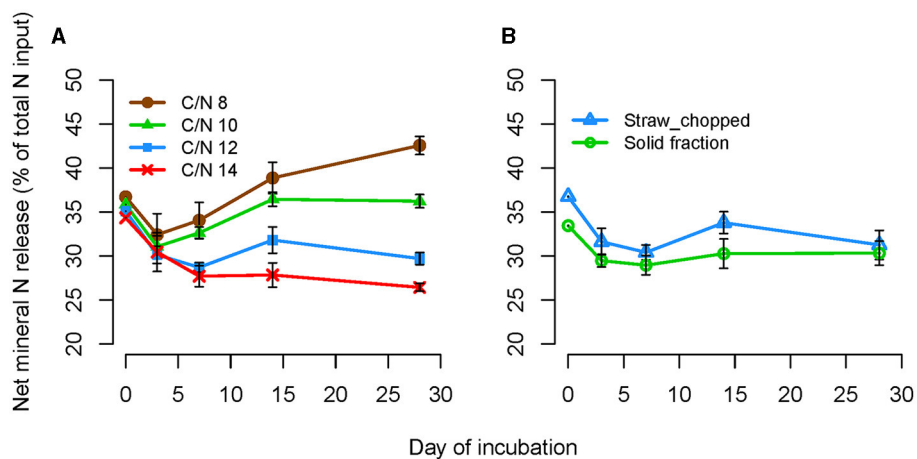 A
B
Net mineral N release (% of total N input)
50
45
40
35
30
25
20
C/N 8
C/N 10
C/N 12
C/N 14
0 5 10 15 20 25 30
50
45
40
35
30
25
20
Straw_chopped
Solid fraction
0 5 10 15 20 25 30
Day of incubation